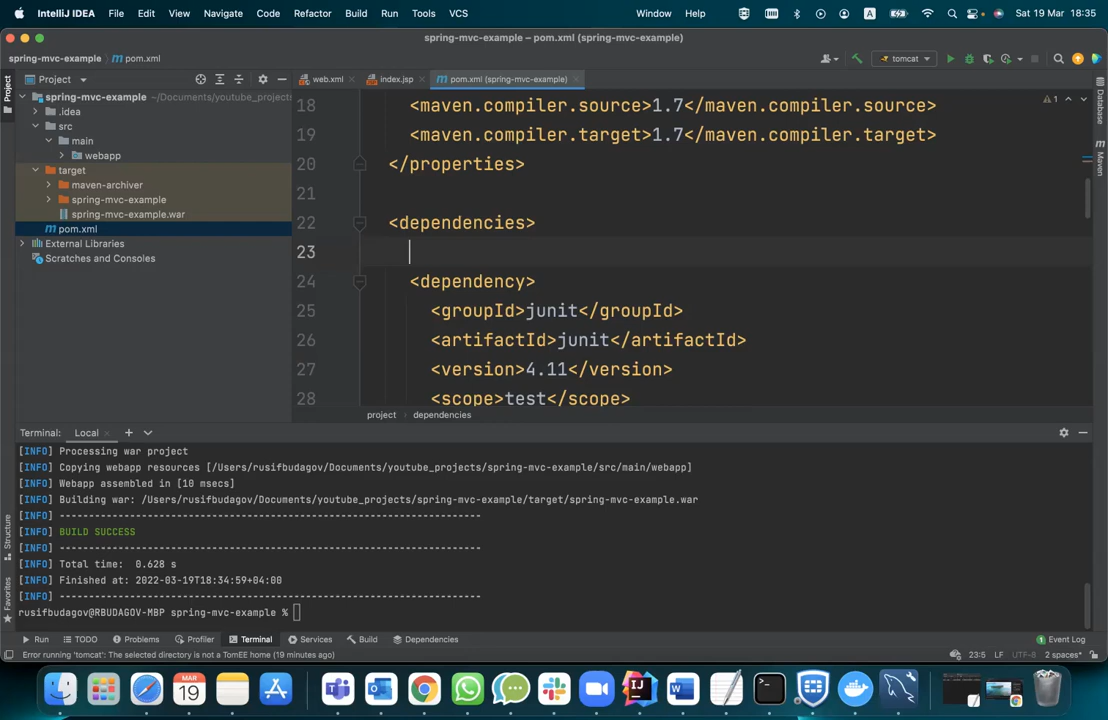 IntelliJ IDEA File Edit View Navigate Code Refactor Build Run Tools VCS Window Help A Sat 19 Mar 18:35
spring-mvc-example – pom.xml (spring-mvc-example)
spring-mvc-example pom.xml tomcat
Project web.xml index.jsp pom.xml (spring-mvc-example)
spring-mvc-example ~/Documents/youtube_projects
.idea
src
main
webapp
target
maven-archiver
spring-mvc-example
spring-mvc-example.war
pom.xml
External Libraries
Scratches and Consoles
18 <maven.compiler.source>1.7</maven.compiler.source>
19 <maven.compiler.target>1.7</maven.compiler.target>
20 </properties>
21
22 <dependencies>
23
24 <dependency>
25 <groupId>junit</groupId>
26 <artifactId>junit</artifactId>
27 <version>4.11</version>
28 <scope>test</scope>
1
project dependencies
Project
Structure
Favorites
Database
Maven
Terminal: Local
[INFO] Processing war project
[INFO] Copying webapp resources [/Users/rusifbudagov/Documents/youtube_projects/spring-mvc-example/src/main/webapp]
[INFO] Webapp assembled in [10 msecs]
[INFO] Building war: /Users/rusifbudagov/Documents/youtube_projects/spring-mvc-example/target/spring-mvc-example.war
[INFO] ------------------------------------------------------------------------
[INFO] BUILD SUCCESS
[INFO] ------------------------------------------------------------------------
[INFO] Total time:  0.628 s
[INFO] Finished at: 2022-03-19T18:34:59+04:00
[INFO] ------------------------------------------------------------------------
rusifbudagov@RBUDAGOV-MBP spring-mvc-example %
Run TODO Problems Profiler Terminal Services Build Dependencies 1 Event Log
Error running 'tomcat': The selected directory is not a TomEE home (19 minutes ago) 23:5 LF UTF-8 2 spaces*
MAR
19